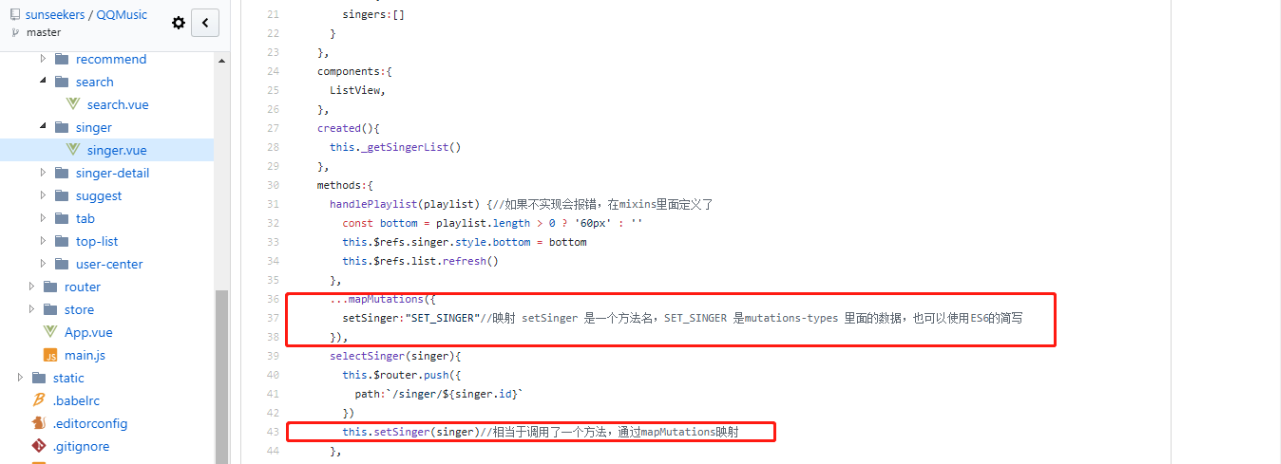 sunseekers / QQMusic
master
recommend
search
search.vue
singer
singer.vue
singer-detail
suggest
tab
top-list
user-center
router
store
App.vue
main.js
static
.babelrc
.editorconfig
.gitignore
21 singers:[]
22 }
23 },
24 components:{
25 ListView,
26 },
27 created(){
28 this._getSingerList()
29 },
30 methods:{
31 handlePlaylist(playlist) {//如果不实现会报错，在mixins里面定义了
32 const bottom = playlist.length > 0 ? '60px' : ''
33 this.$refs.singer.style.bottom = bottom
34 this.$refs.list.refresh()
35 },
36 ...mapMutations({
37 setSinger:"SET_SINGER"//映射 setSinger 是一个方法名，SET_SINGER 是mutations-types 里面的数据，也可以使用ES6的简写
38 }),
39 selectSinger(singer){
40 this.$router.push({
41 path:`/singer/${singer.id}`
42 })
43 this.setSinger(singer)//相当于调用了一个方法，通过mapMutations映射
44 },